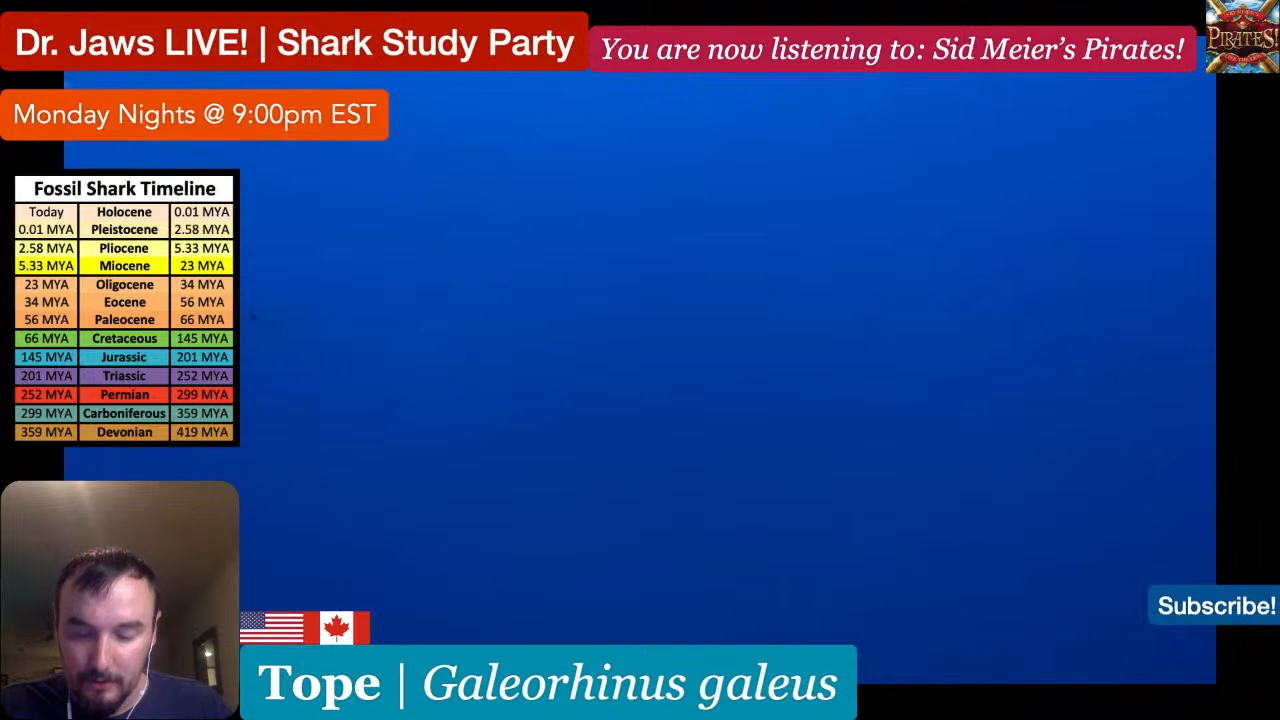 Dr. Jaws LIVE! | Shark Study Party
You are now listening to: Sid Meier’s Pirates!
PIRATES!
Monday Nights @ 9:00pm EST
Fossil Shark Timeline
Today Holocene 0.01 MYA
0.01 MYA Pleistocene 2.58 MYA
2.58 MYA Pliocene 5.33 MYA
5.33 MYA Miocene 23 MYA
23 MYA Oligocene 34 MYA
34 MYA Eocene 56 MYA
56 MYA Paleocene 66 MYA
66 MYA Cretaceous 145 MYA
145 MYA Jurassic 201 MYA
201 MYA Triassic 252 MYA
252 MYA Permian 299 MYA
299 MYA Carboniferous 359 MYA
359 MYA Devonian 419 MYA
Subscribe!
Tope | Galeorhinus galeus